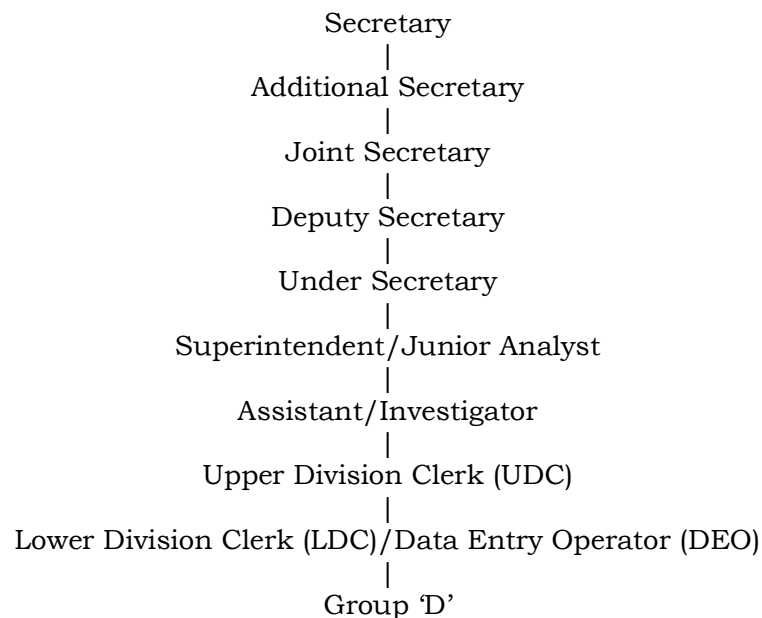 Secretary
|
Additional Secretary
|
Joint Secretary
|
Deputy Secretary
|
Under Secretary
|
Superintendent/Junior Analyst
|
Assistant/Investigator
|
Upper Division Clerk (UDC)
|
Lower Division Clerk (LDC)/Data Entry Operator (DEO)
|
Group ‘D’